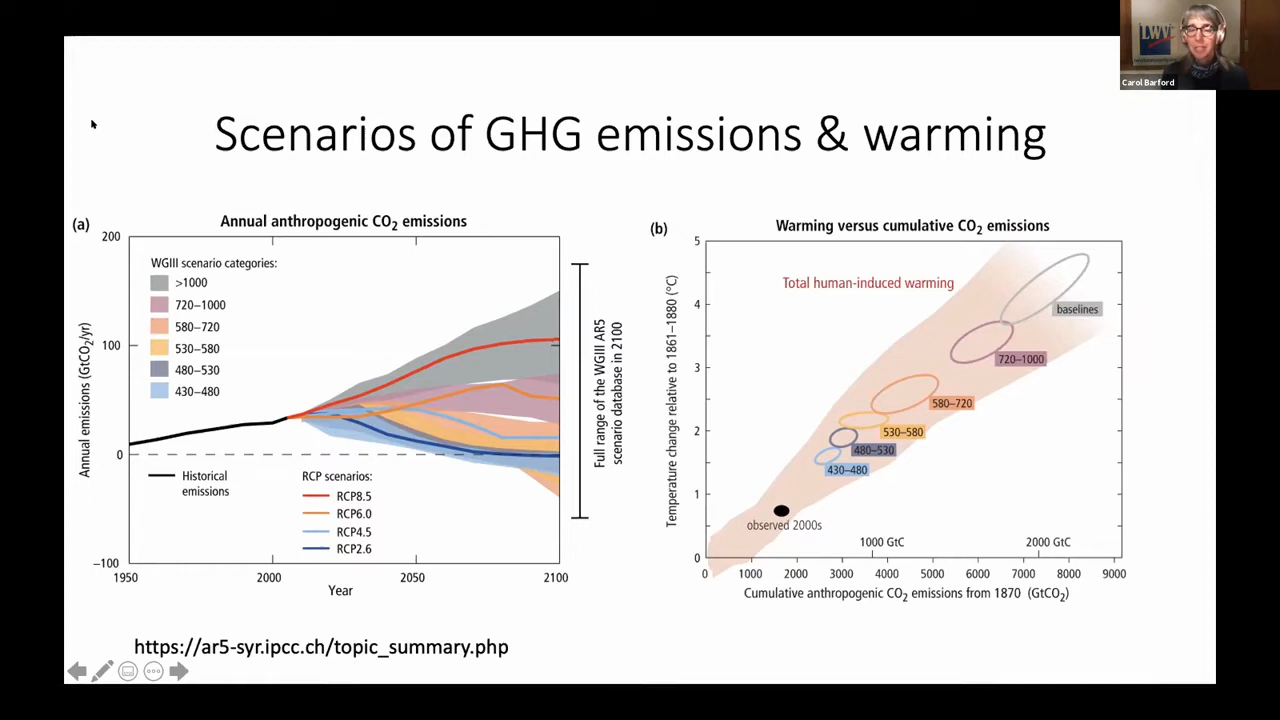 LWV
Carol Barford
Scenarios of GHG emissions & warming
(a)
Annual anthropogenic CO2 emissions
200
100
0
−100
Annual emissions (GtCO2/yr)
WGIII scenario categories:
>1000
720–1000
580–720
530–580
480–530
430–480
Historical
emissions
RCP scenarios:
RCP8.5
RCP6.0
RCP4.5
RCP2.6
1950
2000
2050
2100
Year
Full range of the WGIII AR5
scenario database in 2100
(b)
Warming versus cumulative CO2 emissions
5
4
3
2
1
0
Temperature change relative to 1861–1880 (°C)
Total human-induced warming
baselines
720–1000
580–720
530–580
480–530
430–480
observed 2000s
1000 GtC
2000 GtC
0
1000
2000
3000
4000
5000
6000
7000
8000
9000
Cumulative anthropogenic CO2 emissions from 1870 (GtCO2)
https://ar5-syr.ipcc.ch/topic_summary.php